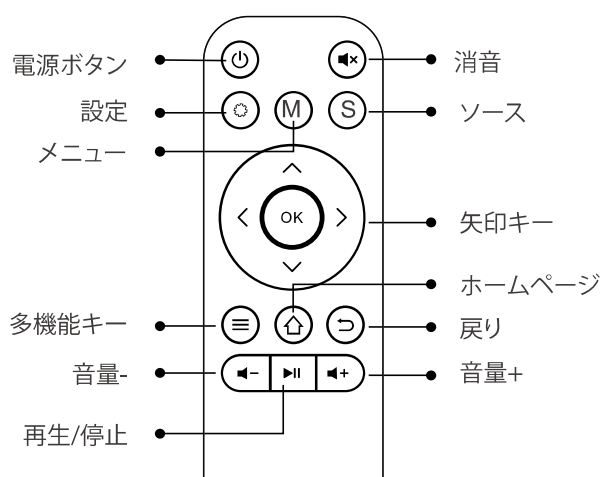 電源ボタン
消音
設定
M
S
ソース
メニュー
OK
矢印キー
ホームページ
多機能キー
戻り
音量-
音量+
再生/停止